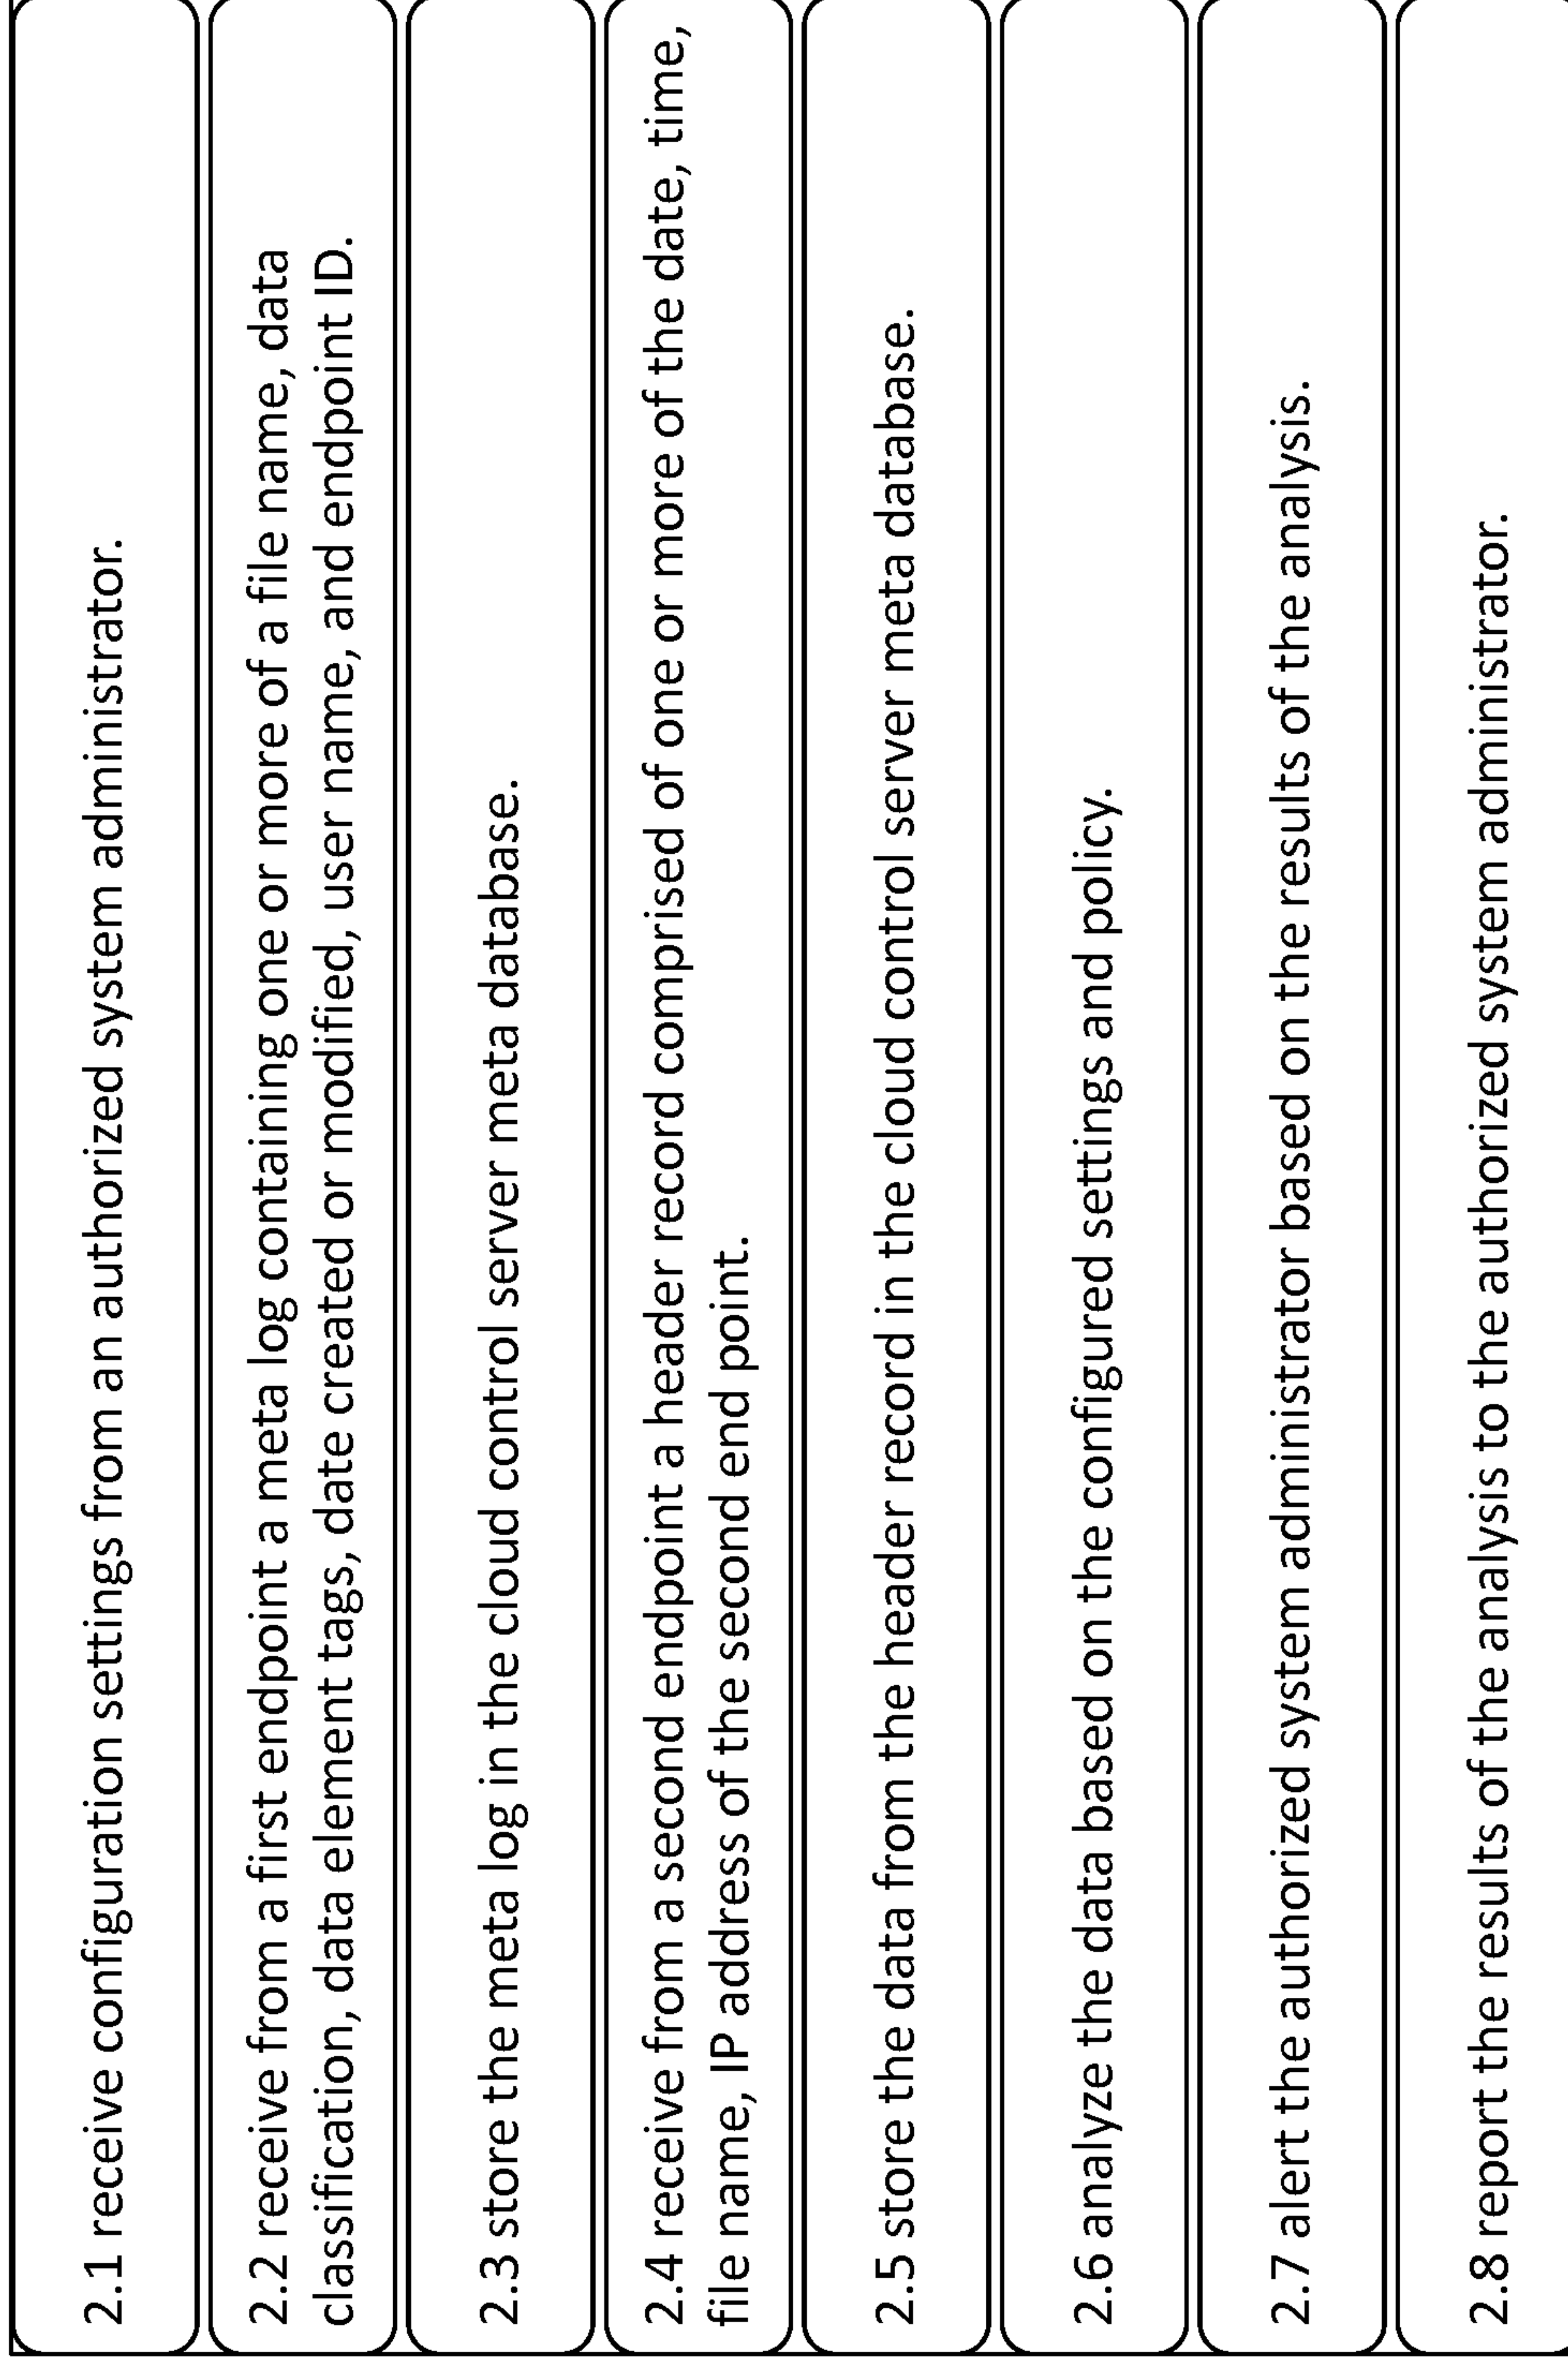 2.1 receive configuration settings from an authorized system administrator.
2.2 receive from a first endpoint a meta log containing one or more of a file name, data
classification, data element tags, date created or modified, user name, and endpoint ID.
2.3 store the meta log in the cloud control server meta database.
2.4 receive from a second endpoint a header record comprised of one or more of the date, time,
file name, IP address of the second end point.
2.5 store the data from the header record in the cloud control server meta database.
2.6 analyze the data based on the configured settings and policy.
2.7 alert the authorized system administrator based on the results of the analysis.
2.8 report the results of the analysis to the authorized system administrator.